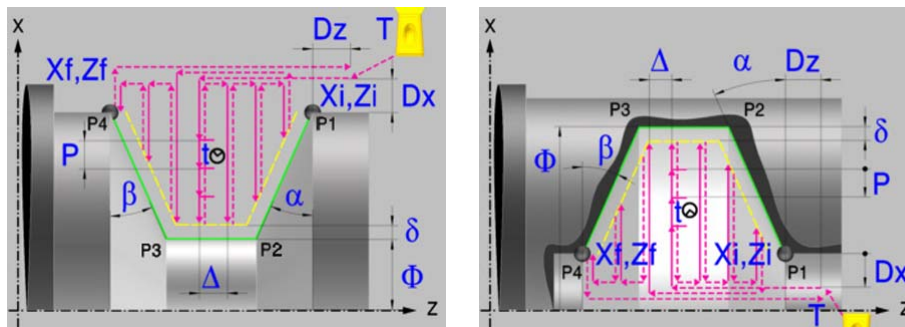 X
Dz
T
Xf,Zf
Xi,Zi
Dx
P4
P1
P
t
β
α
P3
P2
δ
Δ
Φ
Z
X
Δ
α
Dz
P3
P2
δ
Φ
β
P
t
Xf,Zf
Xi,Zi
P4
P1
Dx
T
Z